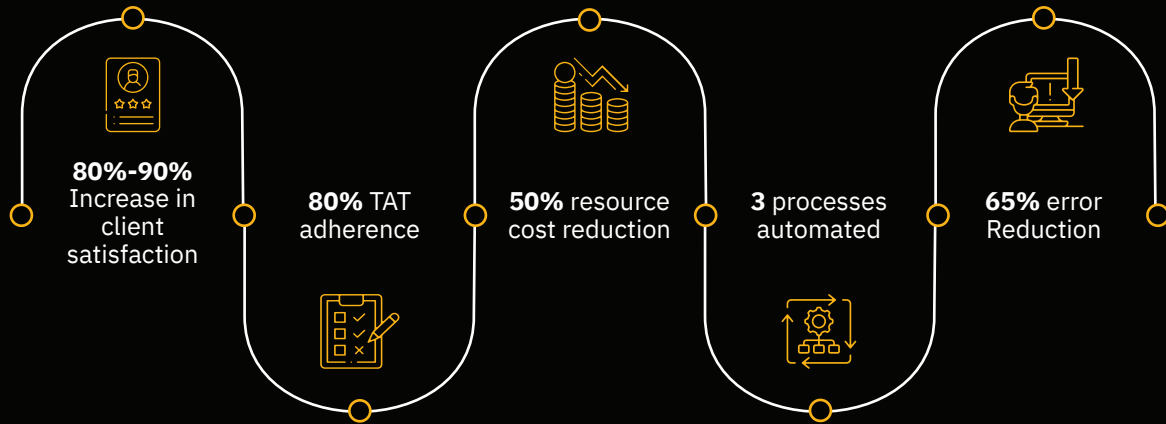 80%-90%
Increase in
client
satisfaction
80% TAT
adherence
50% resource
cost reduction
3 processes
automated
65% error
Reduction